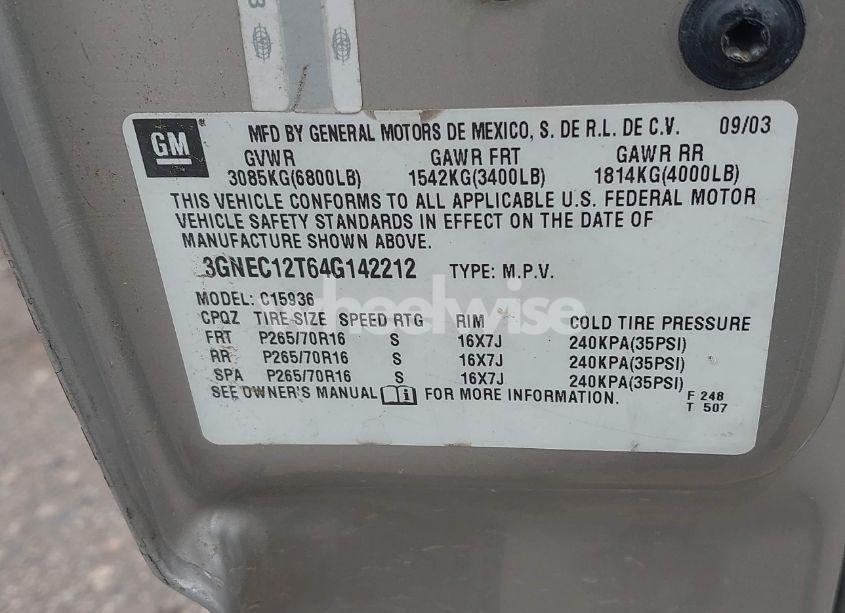 GM MFD BY GENERAL MOTORS DE MEXICO, S. DE R.L. DE C.V. 09/03
GVWR GAWR FRT GAWR RR
3085KG(6800LB) 1542KG(3400LB) 1814KG(4000LB)
THIS VEHICLE CONFORMS TO ALL APPLICABLE U.S. FEDERAL MOTOR
VEHICLE SAFETY STANDARDS IN EFFECT ON THE DATE OF
MANUFACTURE SHOWN ABOVE.
3GNEC12T64G142212 TYPE: M.P.V.
MODEL: C15936
heelwise
CPQZ TIRE SIZE SPEED RTG RIM COLD TIRE PRESSURE
FRT P265/70R16 S 16X7J 240KPA(35PSI)
RR P265/70R16 S 16X7J 240KPA(35PSI)
SPA P265/70R16 S 16X7J 240KPA(35PSI)
SEE OWNER'S MANUAL FOR MORE INFORMATION.
F 248
T 507